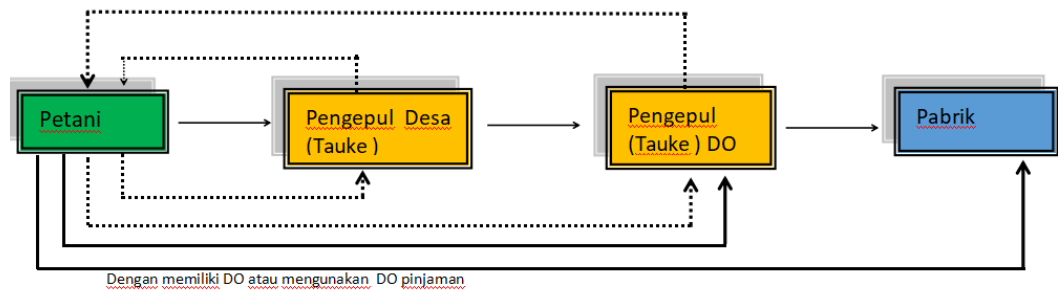 Petani
Pengepul Desa
(Tauke )
Pengepul
(Tauke ) DO
Pabrik
Dengan memiliki DO atau mengunakan DO pinjaman